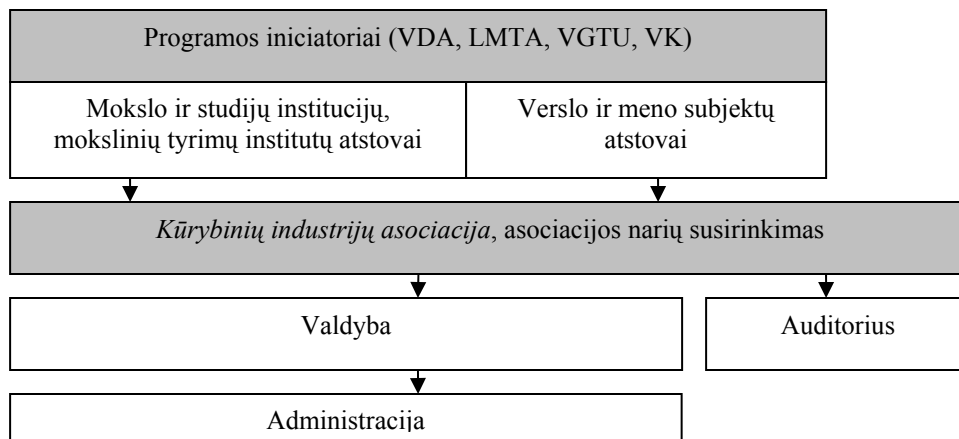 Programos iniciatoriai (VDA, LMTA, VGTU, VK)
Mokslo ir studijų institucijų,
mokslinių tyrimų institutų atstovai
Verslo ir meno subjektų
atstovai
Kūrybinių industrijų asociacija, asociacijos narių susirinkimas
Valdyba
Auditorius
Administracija